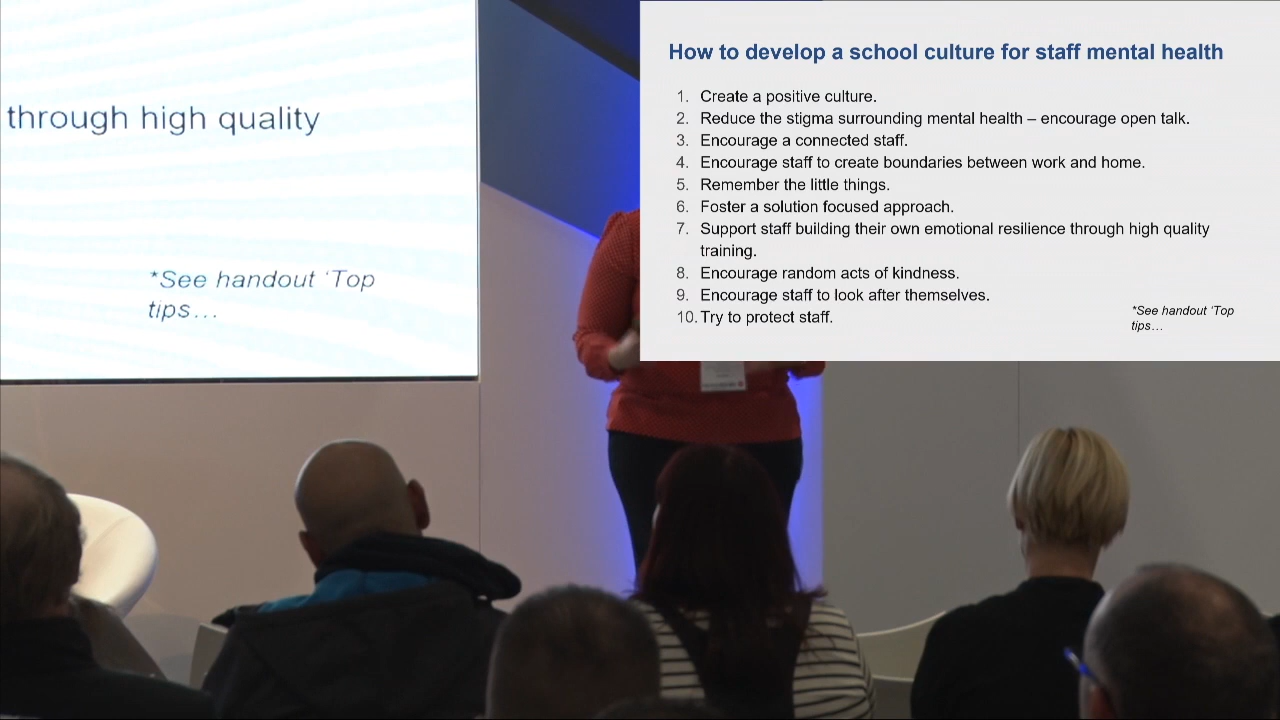 through high quality
*See handout ‘Top
tips…
How to develop a school culture for staff mental health
1. Create a positive culture.
2. Reduce the stigma surrounding mental health – encourage open talk.
3. Encourage a connected staff.
4. Encourage staff to create boundaries between work and home.
5. Remember the little things.
6. Foster a solution focused approach.
7. Support staff building their own emotional resilience through high quality
training.
8. Encourage random acts of kindness.
9. Encourage staff to look after themselves.
10. Try to protect staff.
*See handout ‘Top
tips…